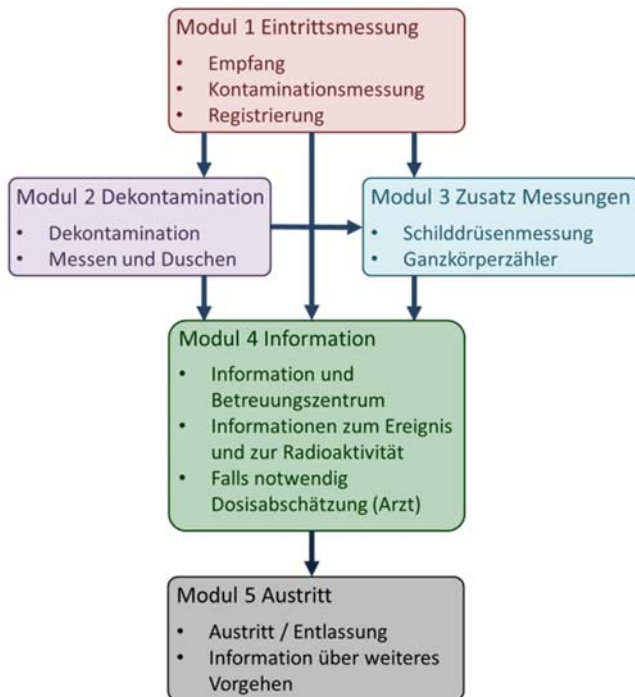 Modul 1 Eintrittsmessung
• Empfang
• Kontaminationsmessung
• Registrierung
Modul 2 Dekontamination
• Dekontamination
• Messen und Duschen
Modul 3 Zusatz Messungen
• Schilddrüsenmessung
• Ganzkörperzähler
Modul 4 Information
• Information und
Betreuungszentrum
• Informationen zum Ereignis
und zur Radioaktivität
• Falls notwendig
Dosisabschätzung (Arzt)
Modul 5 Austritt
• Austritt / Entlassung
• Information über weiteres
Vorgehen